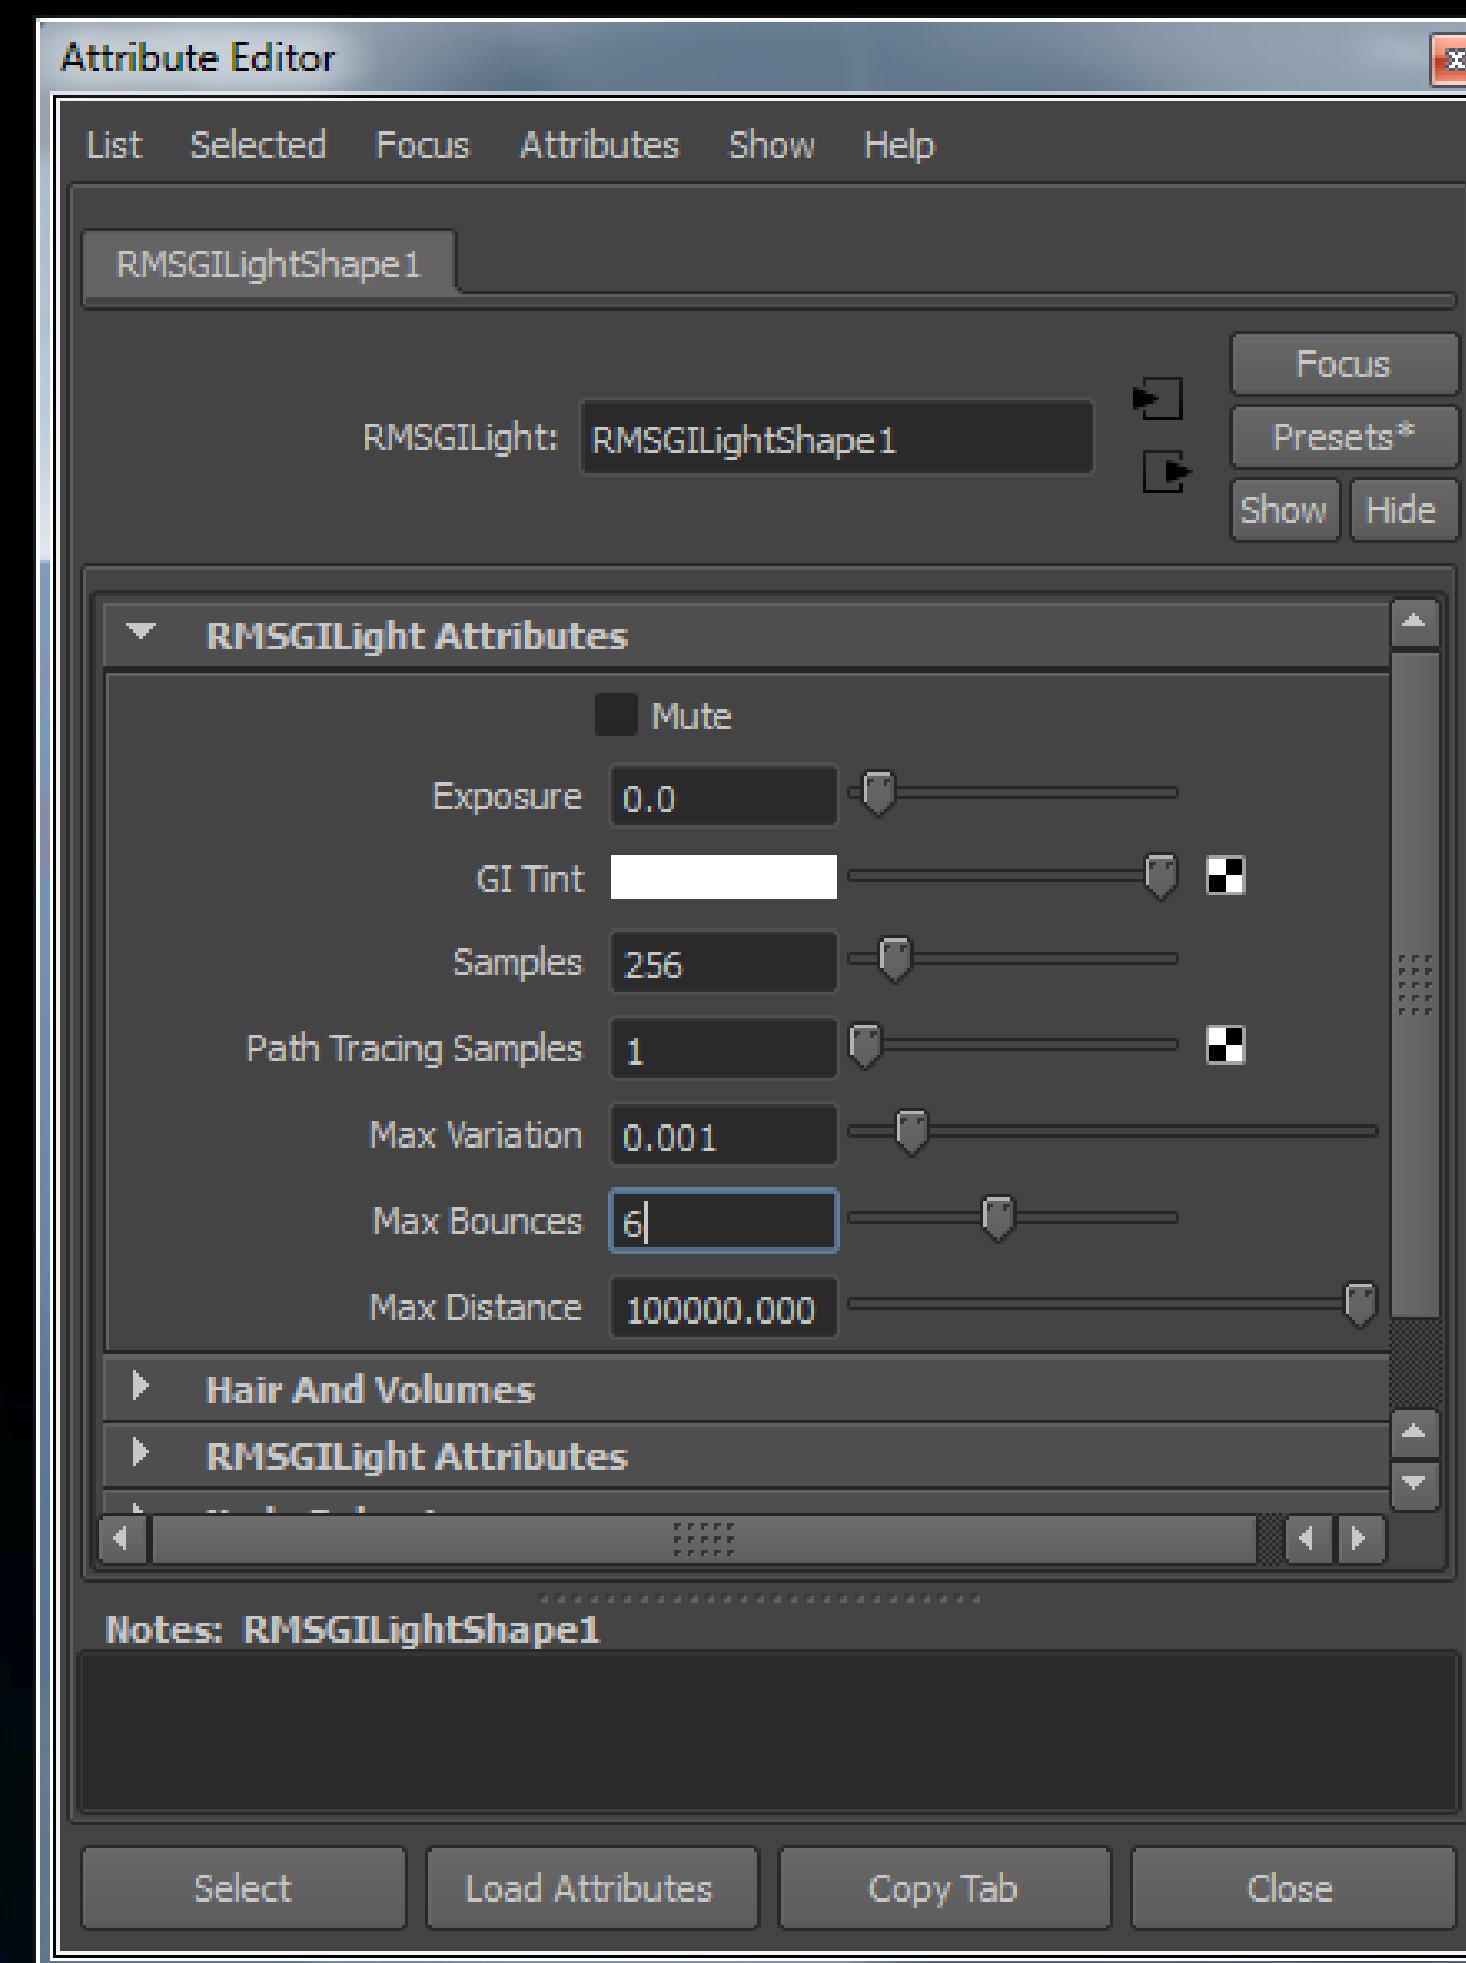 Attribute Editor
List Selected Focus Attributes Show Help
RMSGILightShape1
Focus
RMSGILight: RMSGILightShape1
Presets*
Show Hide
RMSGILight Attributes
Mute
Exposure 0.0
GI Tint
Samples 256
Path Tracing Samples 1
Max Variation 0.001
Max Bounces 6
Max Distance 100000.000
Hair And Volumes
RMSGILight Attributes
Notes: RMSGILightShape1
Select Load Attributes Copy Tab Close